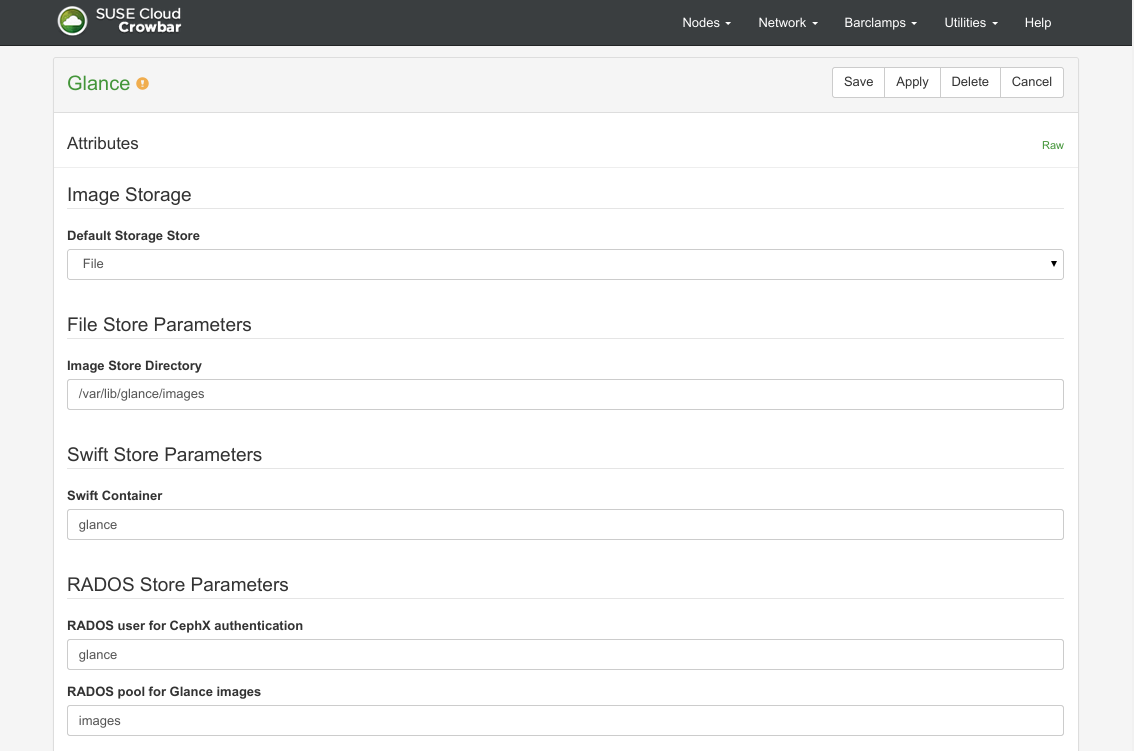 SUSE Cloud
Crowbar
Nodes Network Barclamps Utilities Help
Glance
Save Apply Delete Cancel
Attributes Raw
Image Storage
Default Storage Store
File
File Store Parameters
Image Store Directory
/var/lib/glance/images
Swift Store Parameters
Swift Container
glance
RADOS Store Parameters
RADOS user for CephX authentication
glance
RADOS pool for Glance images
images